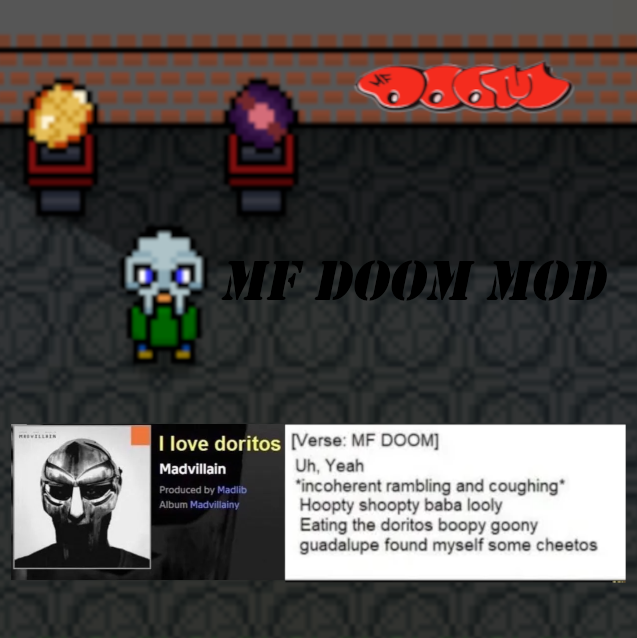 MF DOOM
MF DOOM MOD
MADVILLAIN
I love doritos
Madvillain
Produced by Madlib
Album Madvillainy
[Verse: MF DOOM]
Uh, Yeah
*incoherent rambling and coughing*
Hoopty shoopty baba looly
Eating the doritos boopy goony
guadalupe found myself some cheetos